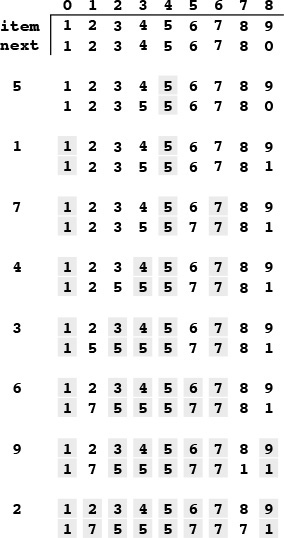 0 1 2 3 4 5 6 7 8
item 1 2 3 4 5 6 7 8 9
next 1 2 3 4 5 6 7 8 0
5 1 2 3 4 5 6 7 8 9
1 2 3 5 5 6 7 8 0
1 1 2 3 4 5 6 7 8 9
1 2 3 5 5 6 7 8 1
7 1 2 3 4 5 6 7 8 9
1 2 3 5 5 7 7 8 1
4 1 2 3 4 5 6 7 8 9
1 2 5 5 5 7 7 8 1
3 1 2 3 4 5 6 7 8 9
1 5 5 5 5 7 7 8 1
6 1 2 3 4 5 6 7 8 9
1 7 5 5 5 7 7 8 1
9 1 2 3 4 5 6 7 8 9
1 7 5 5 5 7 7 1 1
2 1 2 3 4 5 6 7 8 9
1 7 5 5 5 7 7 7 1